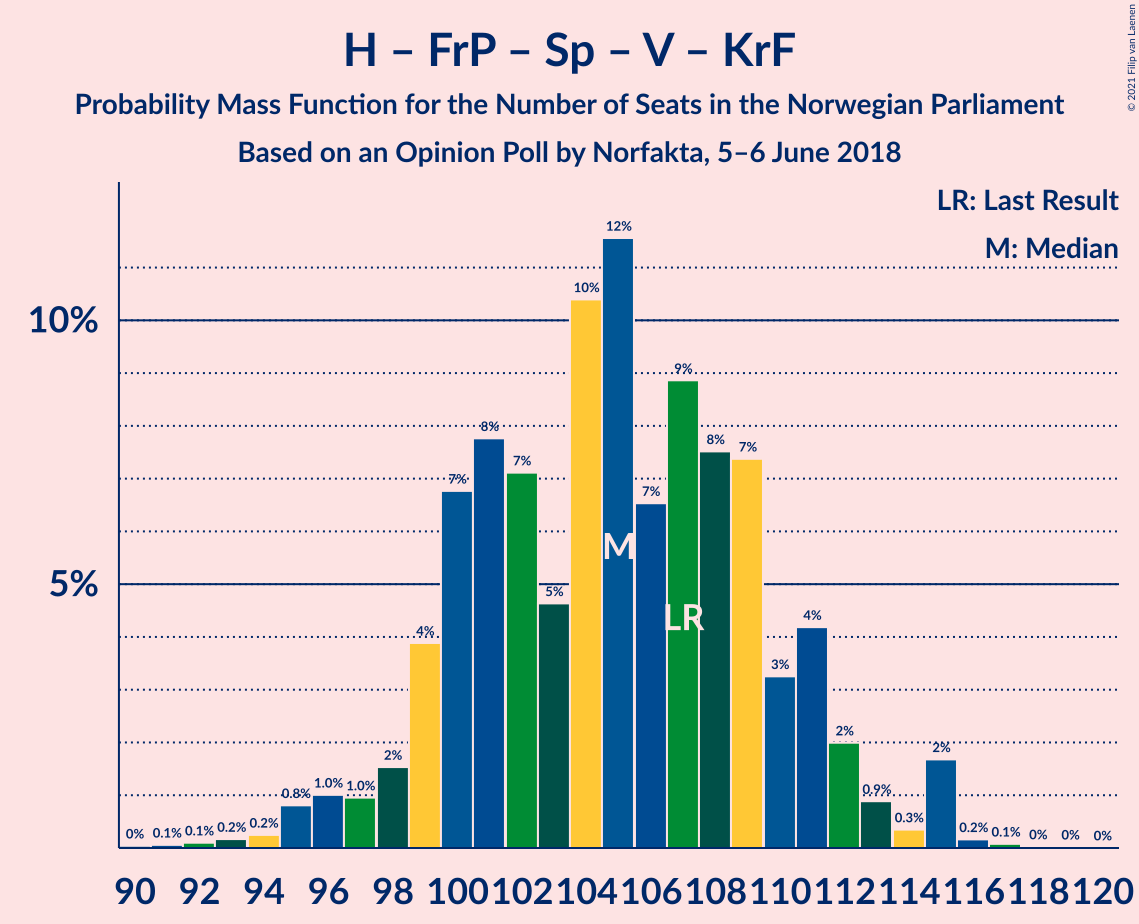 H – FrP – Sp – V – KrF
Probability Mass Function for the Number of Seats in the Norwegian Parliament
Based on an Opinion Poll by Norfakta, 5–6 June 2018
© 2021 Filip van Laenen
LR: Last Result
M: Median
10%
5%
0% 0.1% 0.1% 0.2% 0.2% 0.8% 1.0% 1.0% 2% 4% 7% 8% 7% 5% 10% 12% 7% 9% 8% 7% 3% 4% 2% 0.9% 0.3% 2% 0.2% 0.1% 0% 0% 0%
M
LR
90 92 94 96 98 100 102 104 106 108 110 112 114 116 118 120